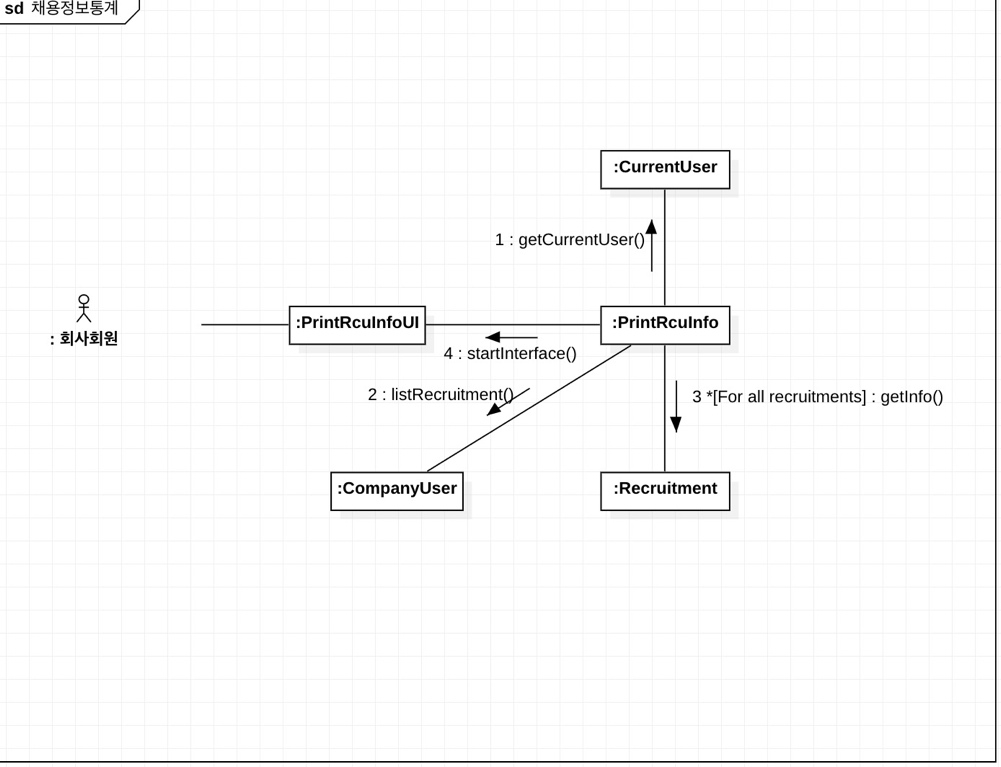 sd 채용정보통계
:CurrentUser
1 : getCurrentUser()
: 회사회원
:PrintRcuInfoUI
:PrintRcuInfo
4 : startInterface()
2 : listRecruitment()
3 *[For all recruitments] : getInfo()
:CompanyUser
:Recruitment